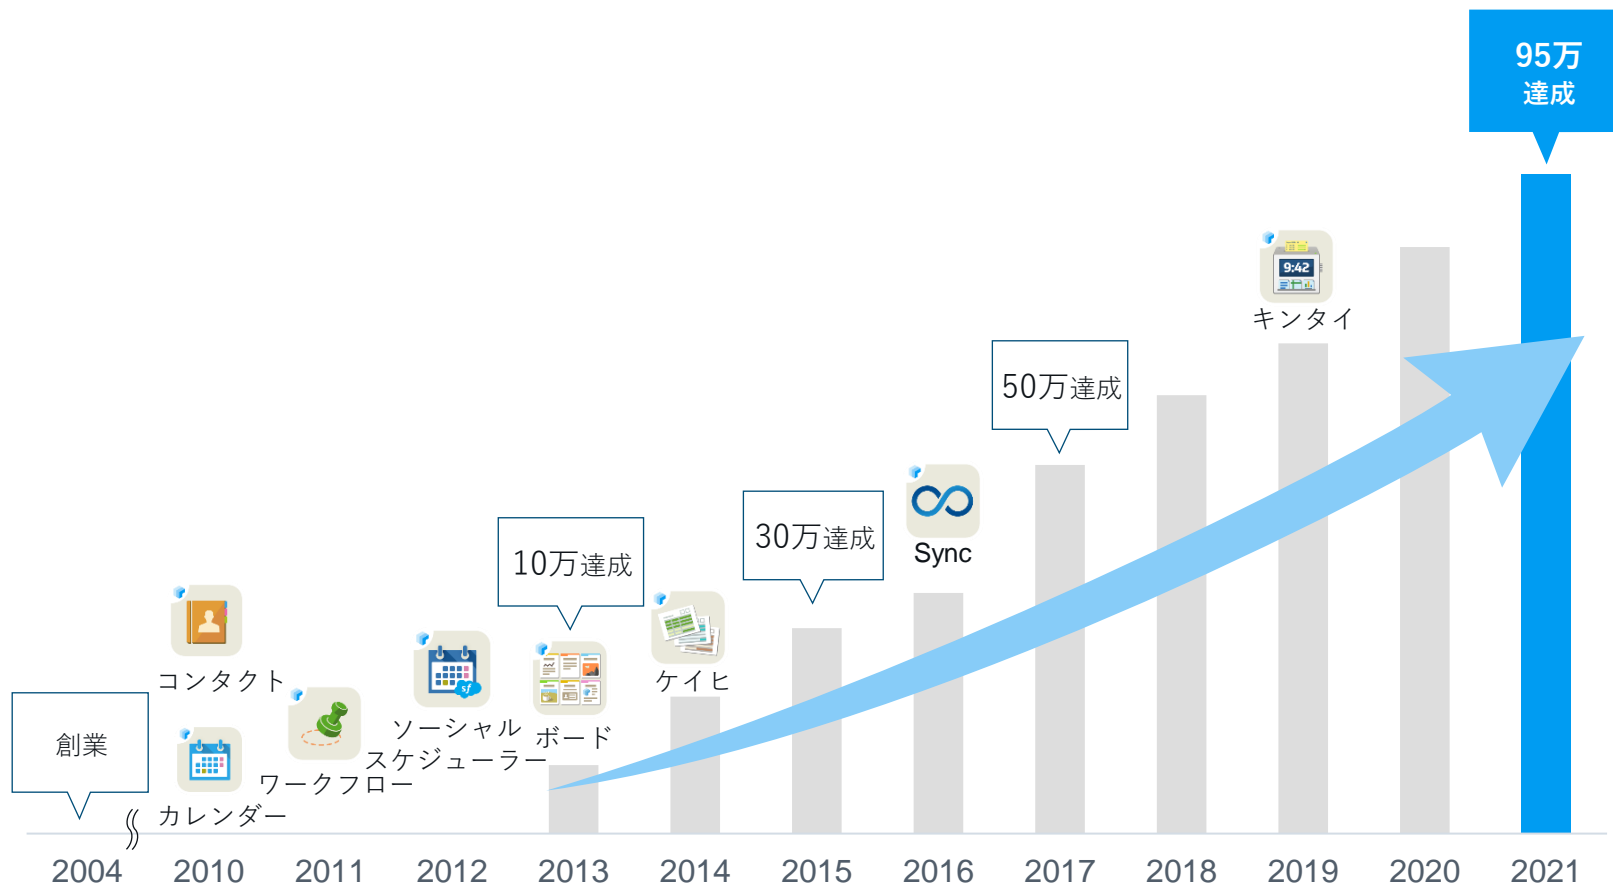 95万
達成
9:42
キンタイ
50万達成
Sync
30万達成
10万達成
コンタクト
ケイヒ
ソーシャル
スケジューラー
sf
ボード
創業
ワークフロー
カレンダー
2004
2010
2011
2012
2013
2014
2015
2016
2017
2018
2019
2020
2021